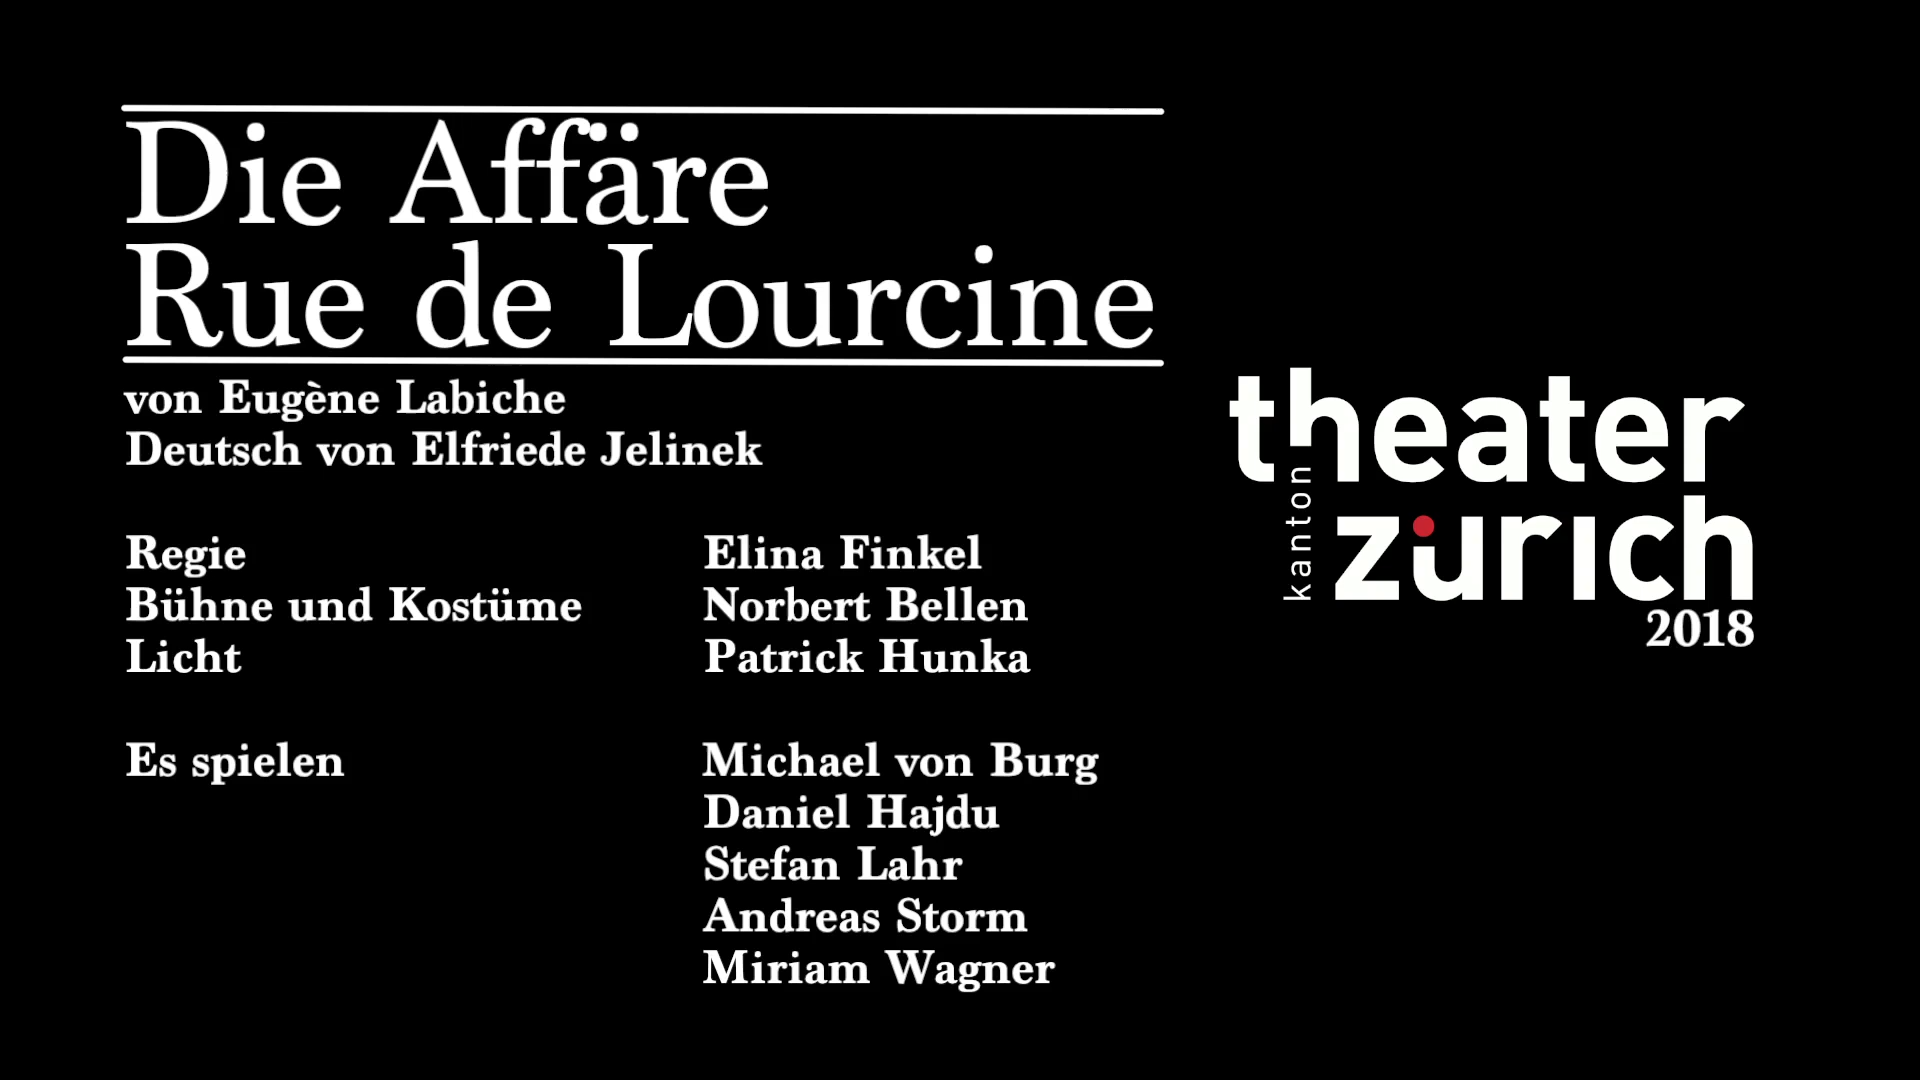 Die Affäre
Rue de Lourcine
von Eugène Labiche
Deutsch von Elfriede Jelinek
Regie Elina Finkel
Bühne und Kostüme Norbert Bellen
Licht Patrick Hunka
Es spielen Michael von Burg
Daniel Hajdu
Stefan Lahr
Andreas Storm
Miriam Wagner
theater
kanton
zürich
2018